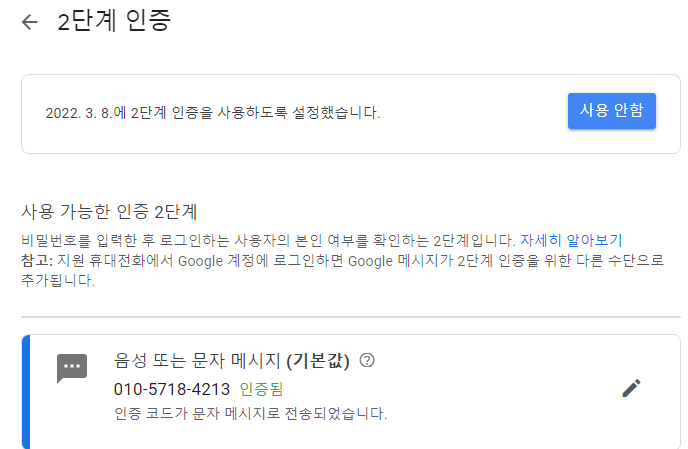 2단계 인증
2022. 3. 8.에 2단계 인증을 사용하도록 설정했습니다.
사용 안함
사용 가능한 인증 2단계
비밀번호를 입력한 후 로그인하는 사용자의 본인 여부를 확인하는 2단계입니다. 자세히 알아보기
참고: 지원 휴대전화에서 Google 계정에 로그인하면 Google 메시지가 2단계 인증을 위한 다른 수단으로
추가됩니다.
음성 또는 문자 메시지 (기본값)
010-5718-4213 인증됨
인증 코드가 문자 메시지로 전송되었습니다.